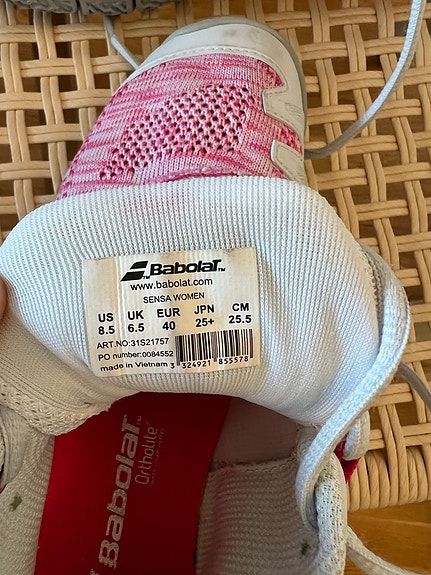 Babolat™
www.babolat.com
SENSA WOMEN
US UK EUR JPN CM
8.5 6.5 40 25+ 25.5
ART.NO:31S21757
PO number:0084552
made in Vietnam 3 324921 855578
Babolat
Ortholite